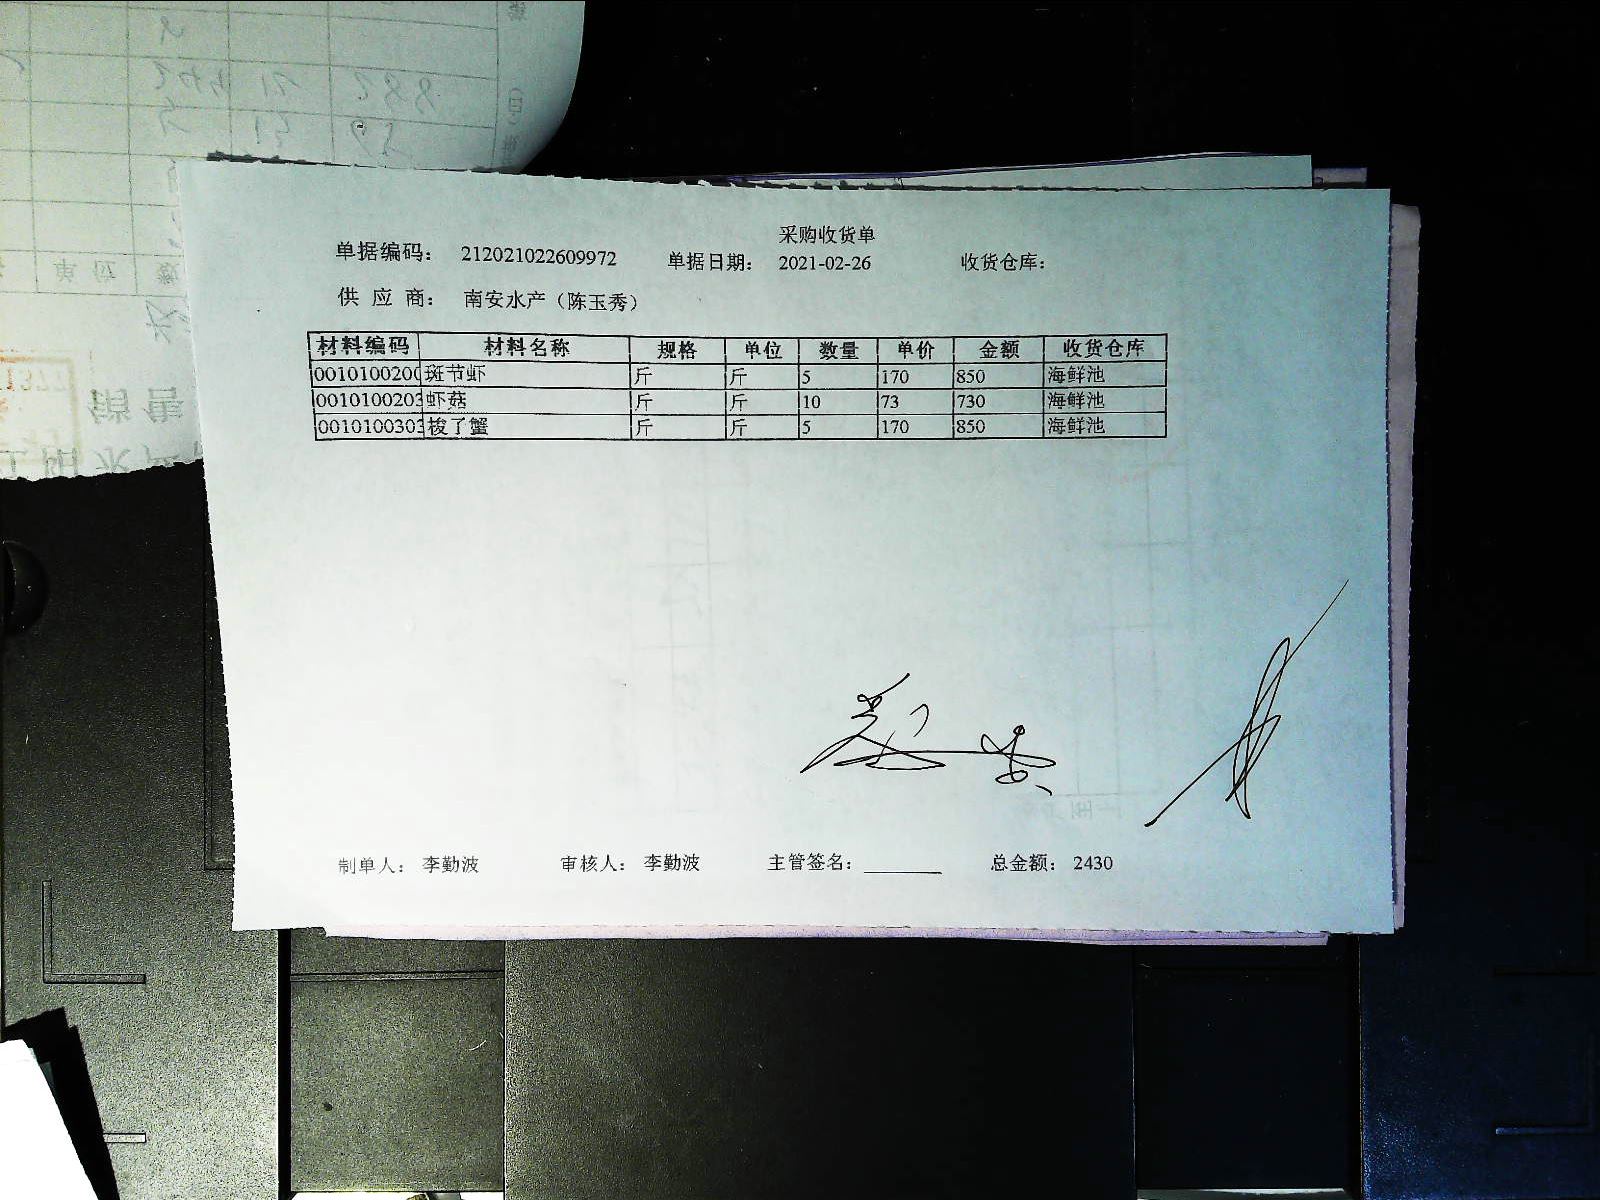 采购收货单
单据编码： 212021022609972 单据日期： 2021-02-26 收货仓库：
供 应 商： 南安水产（陈玉秀）
材料编码 材料名称 规格 单位 数量 单价 金额 收货仓库
0010100200 斑节虾 斤 斤 5 170 850 海鲜池
0010100203 虾菇 斤 斤 10 73 730 海鲜池
0010100303 梭了蟹 斤 斤 5 170 850 海鲜池
制单人： 李勤波 审核人： 李勤波 主管签名： 总金额： 2430